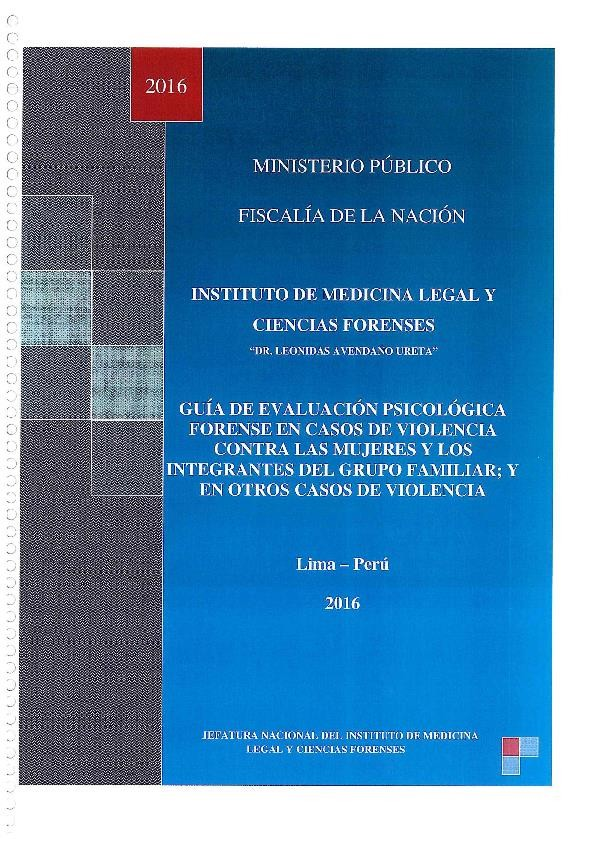 2016
MINISTERIO PÚBLICO
FISCALÍA DE LA NACIÓN
INSTITUTO DE MEDICINA LEGAL Y
CIENCIAS FORENSES
“DR. LEONIDAS AVENDAÑO URETA”
GUÍA DE EVALUACIÓN PSICOLÓGICA
FORENSE EN CASOS DE VIOLENCIA
CONTRA LAS MUJERES Y LOS
INTEGRANTES DEL GRUPO FAMILIAR; Y
EN OTROS CASOS DE VIOLENCIA
Lima – Perú
2016
JEFATURA NACIONAL DEL INSTITUTO DE MEDICINA
LEGAL Y CIENCIAS FORENSES